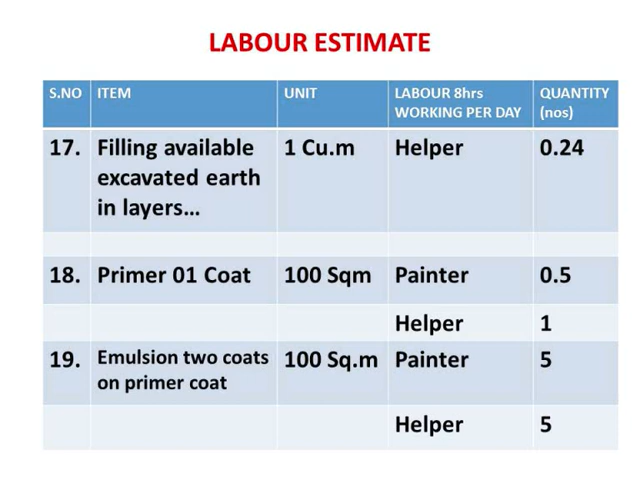 LABOUR ESTIMATE
S.NO ITEM UNIT LABOUR 8hrs WORKING PER DAY QUANTITY (nos)
17. Filling available excavated earth in layers... 1 Cu.m Helper 0.24
18. Primer 01 Coat 100 Sqm Painter 0.5
Helper 1
19. Emulsion two coats on primer coat 100 Sq.m Painter 5
Helper 5